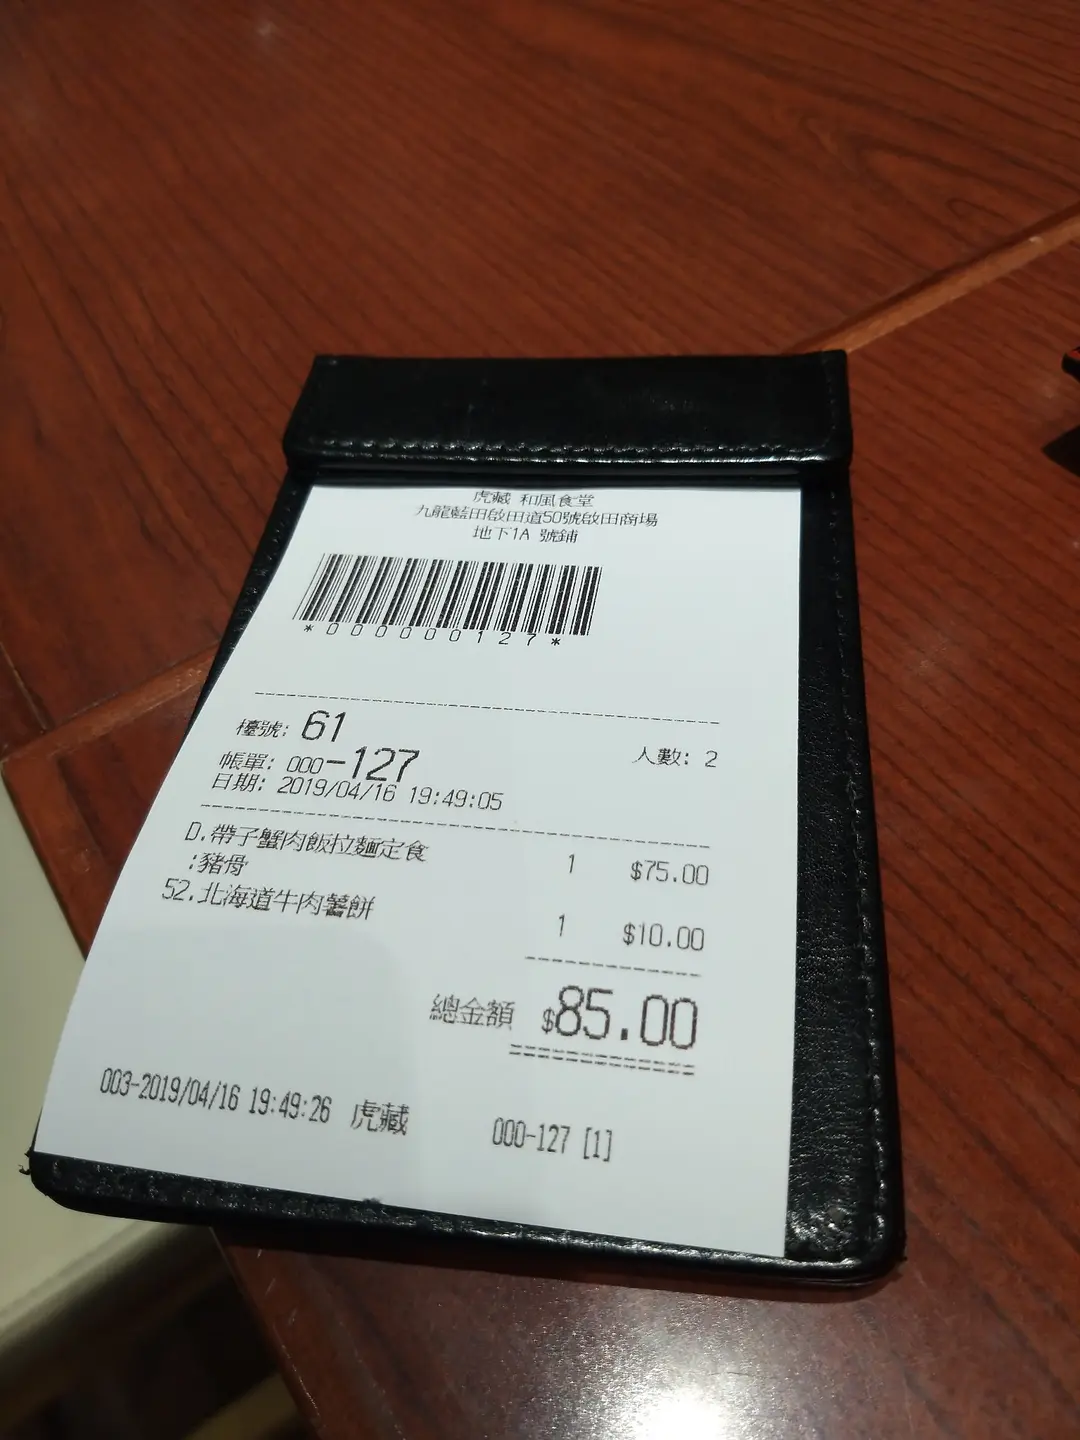 虎藏 和風食堂
九龍藍田啟田道50號啟田商場
地下1A 號鋪
*000000127*
檯號: 61
人數: 2
帳單: 000-127
日期: 2019/04/16 19:49:05
D.帶子蟹肉飯拉麵定食 1 $75.00
:豬骨
52.北海道牛肉薯餅 1 $10.00
總金額 $85.00
003-2019/04/16 19:49:26 虎藏 000-127 [1]